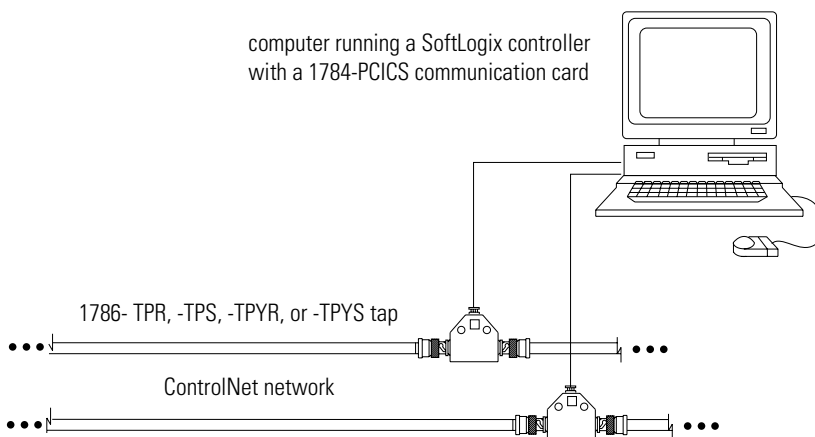 computer running a SoftLogix controller
with a 1784-PCICS communication card
1786- TPR, -TPS, -TPYR, or -TPYS tap
ControlNet network